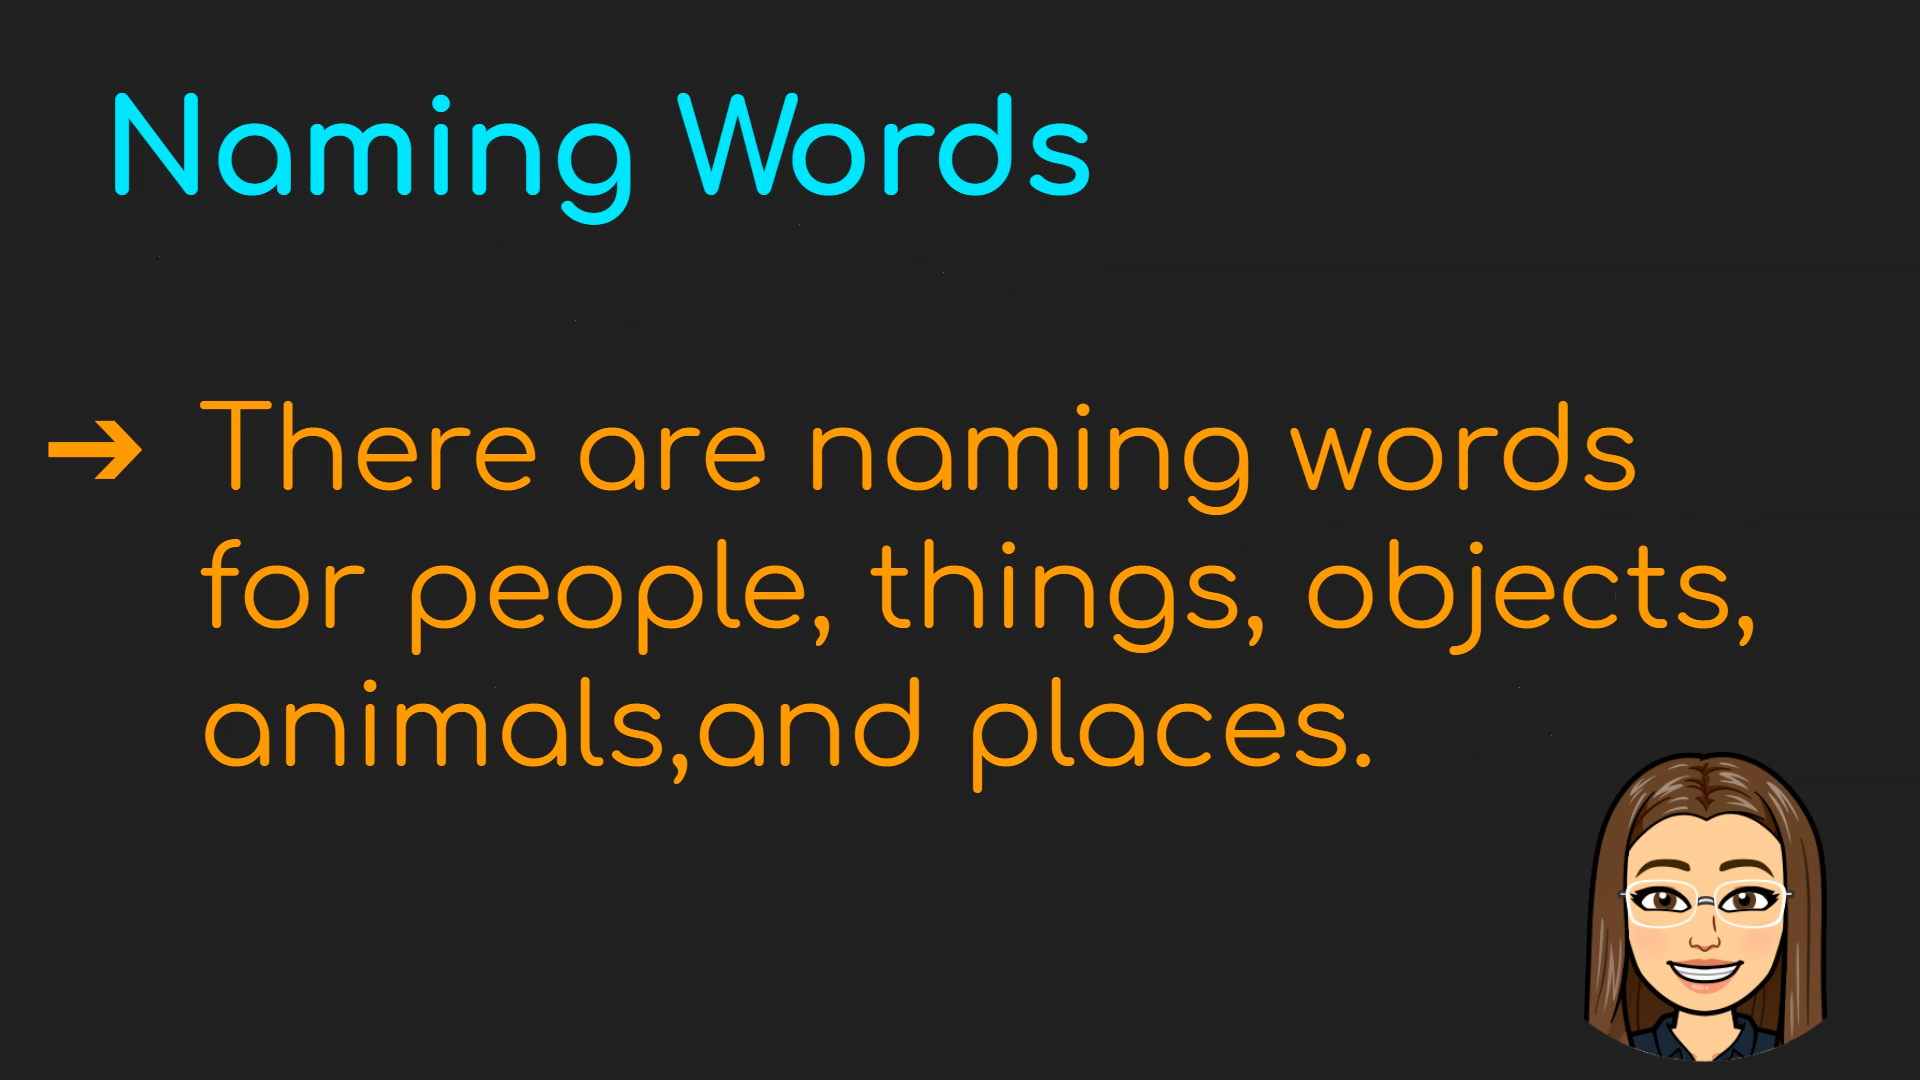 Naming Words
➔ There are naming words
for people, things, objects,
animals,and places.